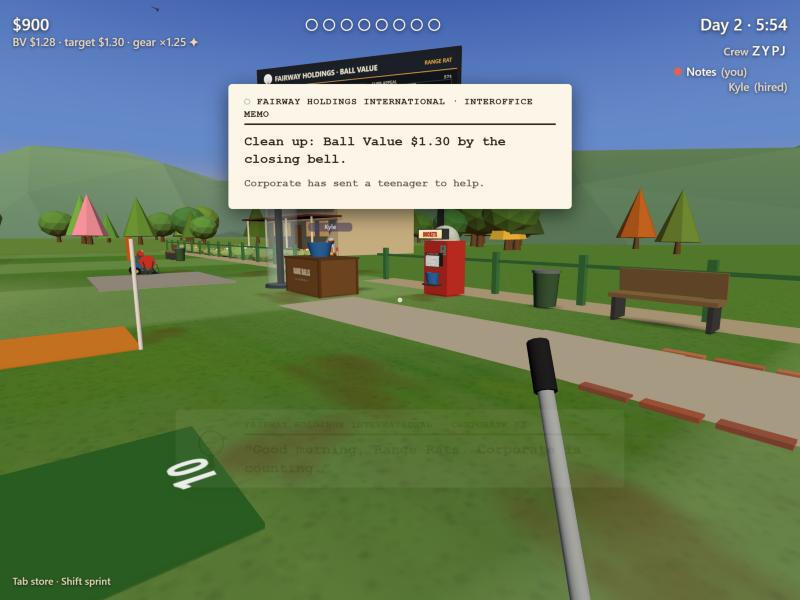 $900
BV $1.28 · target $1.30 · gear ×1.25 ✦
Day 2 · 5:54
Crew ZYPJ
Notes (you)
Kyle (hired)
FAIRWAY HOLDINGS · BALL VALUE
RANGE RAT
FAIRWAY HOLDINGS INTERNATIONAL · INTEROFFICE
MEMO
Clean up: Ball Value $1.30 by the
closing bell.
Corporate has sent a teenager to help.
Kyle
BUCKETS
RANGE BALLS
10
"Good morning, Range Rats. Corporate is
counting."
Tab store · Shift sprint